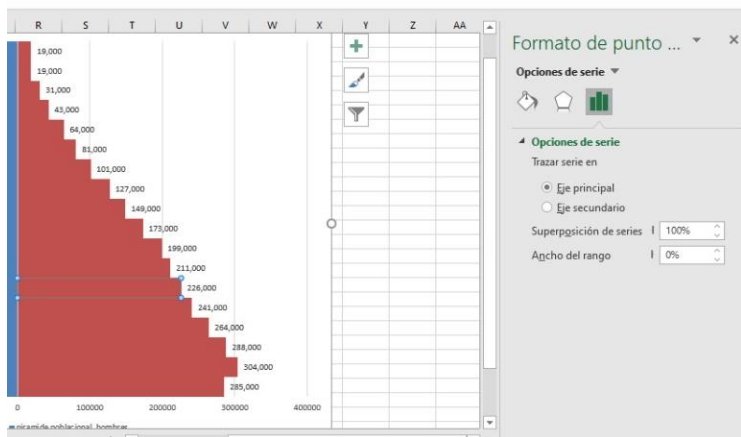 R S T U V W X Y Z AA
19,000
19,000
31,000
43,000
64,000
81,000
101,000
127,000
149,000
173,000
199,000
211,000
226,000
241,000
264,000
288,000
304,000
285,000
0 100000 200000 300000 400000
piramide poblacional hombres
Formato de punto ...
Opciones de serie
Opciones de serie
Trazar serie en
Eje principal
Eje secundario
Superposición de series 100%
Ancho del rango 0%